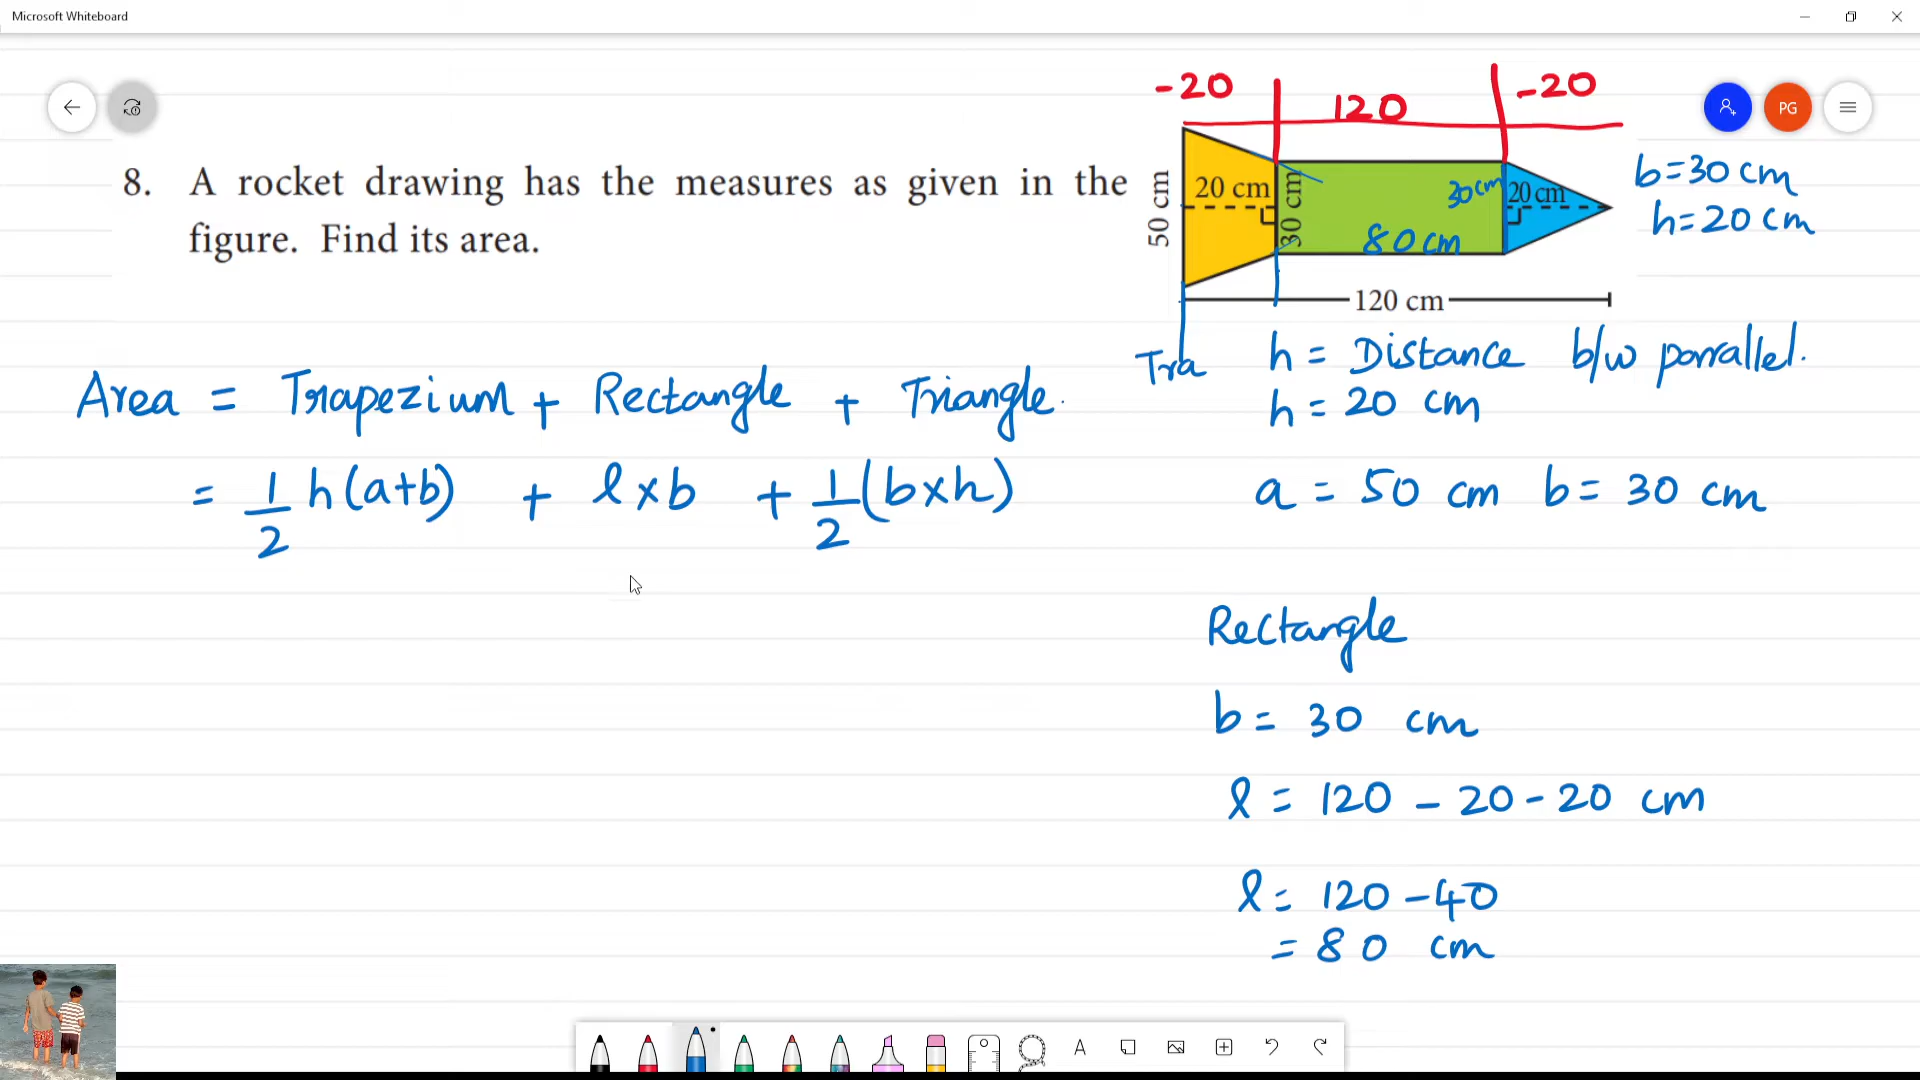 Microsoft Whiteboard
-20
120
-20
PG
8. A rocket drawing has the measures as given in the
figure. Find its area.
50 cm
20 cm
30 cm
30cm
20 cm
80 cm
120 cm
b=30 cm
h=20 cm
Tra
h = Distance b/w parrallel.
h = 20 cm
a = 50 cm b= 30 cm
Area = Trapezium + Rectangle + Triangle.
= 1/2 h(a+b) + l×b + 1/2 (b×h)
Rectangle
b= 30 cm
l = 120 - 20 - 20 cm
l = 120 - 40
= 80 cm
A